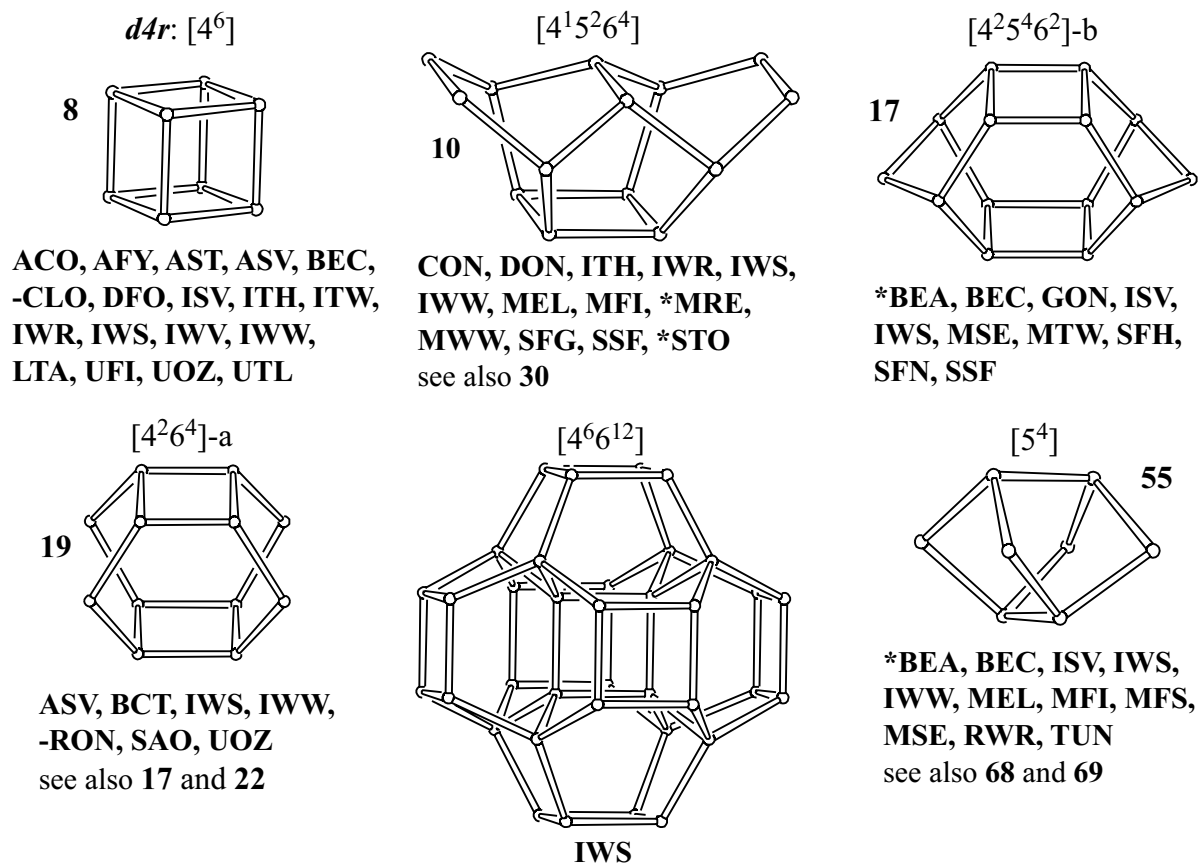 d4r: [4⁶]
8
ACO, AFY, AST, ASV, BEC,
-CLO, DFO, ISV, ITH, ITW,
IWR, IWS, IWV, IWW,
LTA, UFI, UOZ, UTL
[4¹5²6⁴]
10
CON, DON, ITH, IWR, IWS,
IWW, MEL, MFI, *MRE,
MWW, SFG, SSF, *STO
see also 30
[4²5⁴6²]-b
17
*BEA, BEC, GON, ISV,
IWS, MSE, MTW, SFH,
SFN, SSF
[4²6⁴]-a
19
ASV, BCT, IWS, IWW,
-RON, SAO, UOZ
see also 17 and 22
[4⁶6¹²]
IWS
[5⁴]
55
*BEA, BEC, ISV, IWS,
IWW, MEL, MFI, MFS,
MSE, RWR, TUN
see also 68 and 69